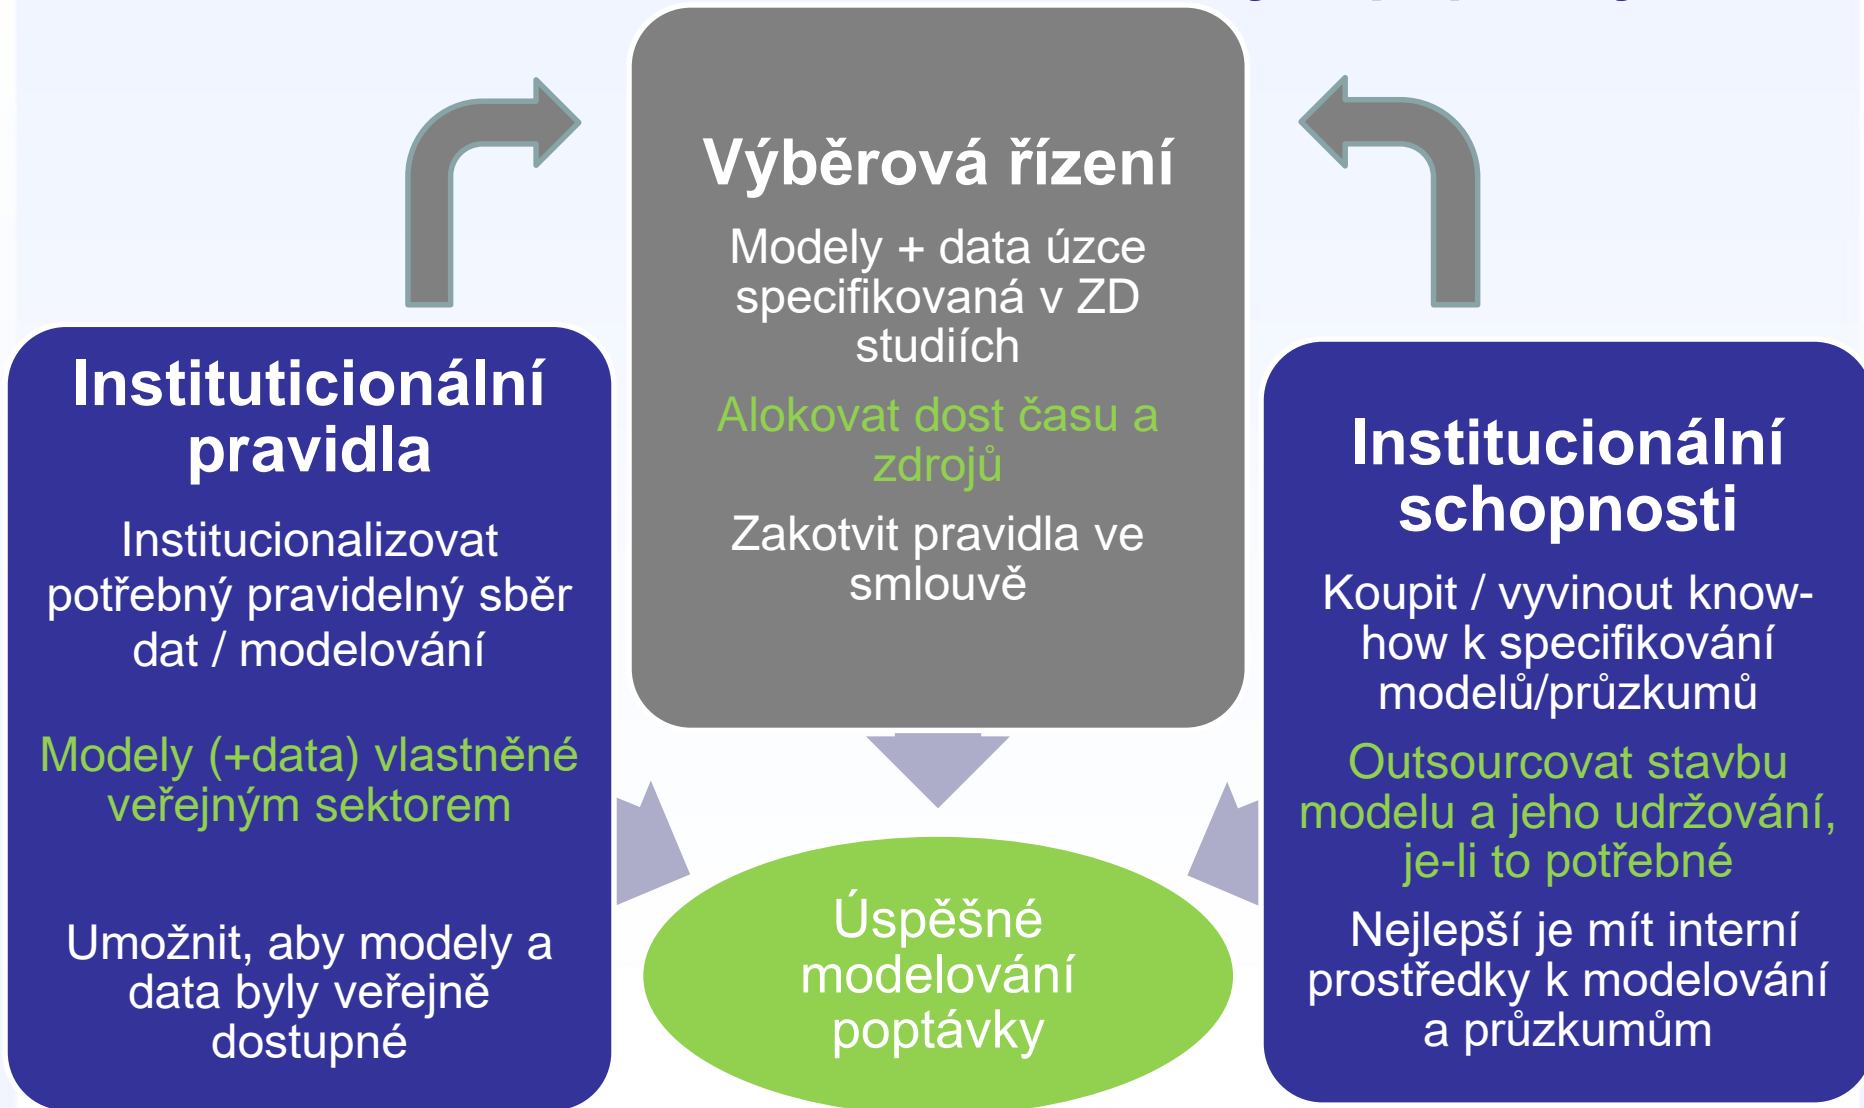 Výběrová řízení
Modely + data úzce
specifikovaná v ZD
studiích
Alokovat dost času a
zdrojů
Zakotvit pravidla ve
smlouvě
Instituticionální
pravidla
Institucionalizovat
potřebný pravidelný sběr
dat / modelování
Modely (+data) vlastněné
veřejným sektorem
Umožnit, aby modely a
data byly veřejně
dostupné
Institucionální
schopnosti
Koupit / vyvinout know-
how k specifikování
modelů/průzkumů
Outsourcovat stavbu
modelu a jeho udržování,
je-li to potřebné
Nejlepší je mít interní
prostředky k modelování
a průzkumům
Úspěšné
modelování
poptávky